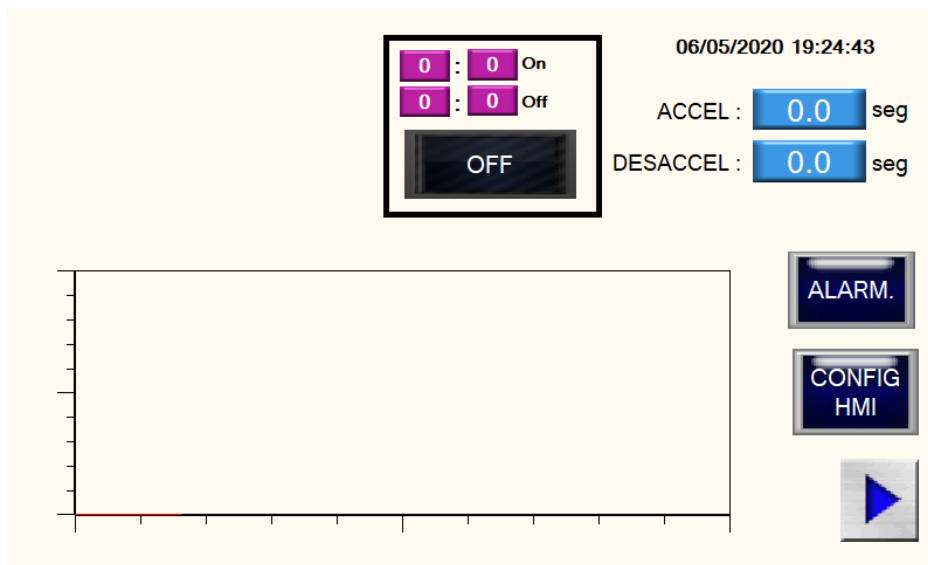 06/05/2020 19:24:43
0 : 0 On
0 : 0 Off
OFF
ACCEL : 0.0 seg
DESACCEL : 0.0 seg
ALARM.
CONFIG
HMI